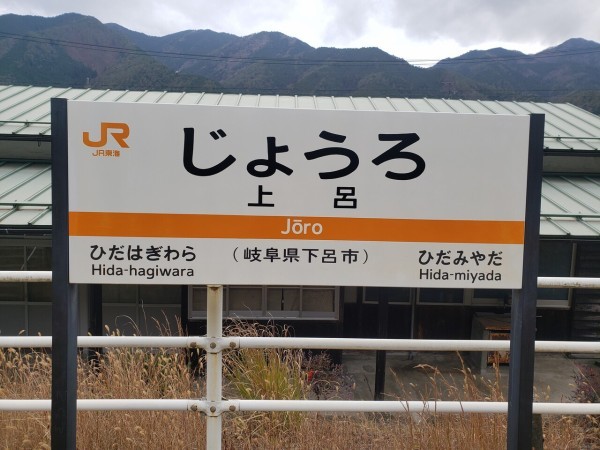 JR
JR東海
じょうろ
上呂
Jōro
ひだはぎわら
Hida-hagiwara
（岐阜県下呂市）
ひだみやだ
Hida-miyada